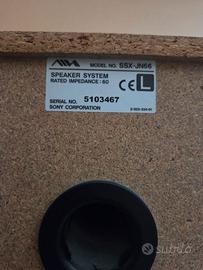 aiwa
MODEL NO. SSX-JN66
SPEAKER SYSTEM
RATED IMPEDANCE : 6Ω
CE L
SERIAL NO. 5103467
SONY CORPORATION
subito